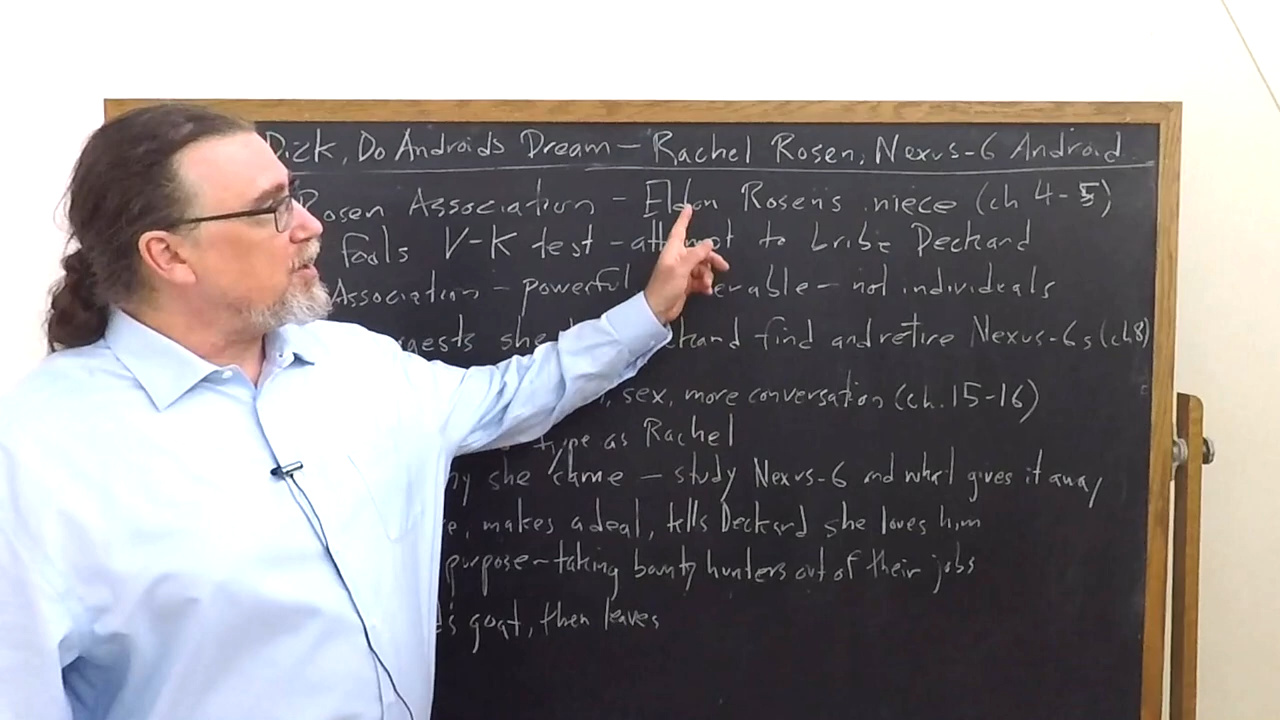 Dick, Do Androids Dream – Rachel Rosen, Nexus-6 Android
Rosen Association – Eldon Rosen's niece (ch 4-5)
fools V-K test – attempt to bribe Deckard
Association – powerful – not individuals
she find and retire Nexus-6s (ch 8)
sex, more conversation (ch. 15-16)
type as Rachel
she came – study Nexus-6 and what gives it away
makes a deal, tells Deckard she loves him
purpose – taking bounty hunters out of their jobs
goat, then leaves